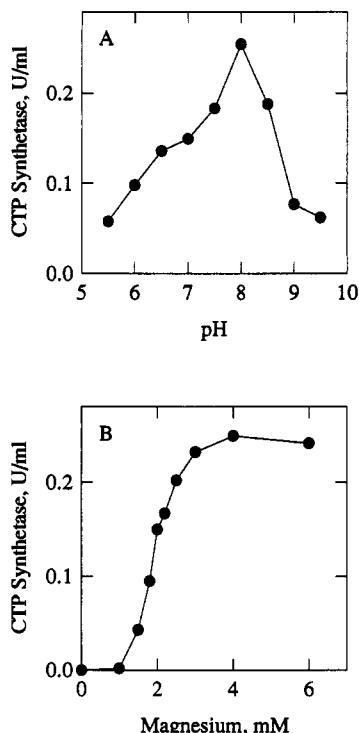 A
CTP Synthetase, U/ml
0.2
0.1
0.0
5 6 7 8 9 10
pH
B
CTP Synthetase, U/ml
0.2
0.1
0.0
0 2 4 6
Magnesium, mM